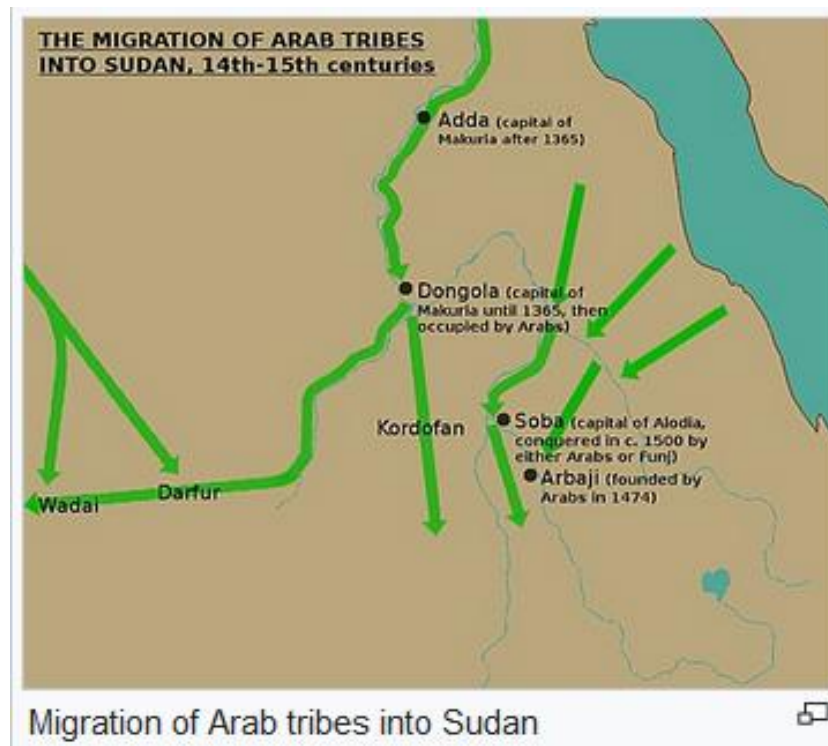 THE MIGRATION OF ARAB TRIBES
INTO SUDAN, 14th-15th centuries
Adda (capital of
Makuria after 1365)
Dongola (capital of
Makuria until 1365, then
occupied by Arabs)
Kordofan
Soba (capital of Alodia,
conquered in c. 1500 by
either Arabs or Funj)
Arbaji (founded by
Arabs in 1474)
Darfur
Wadai
Migration of Arab tribes into Sudan